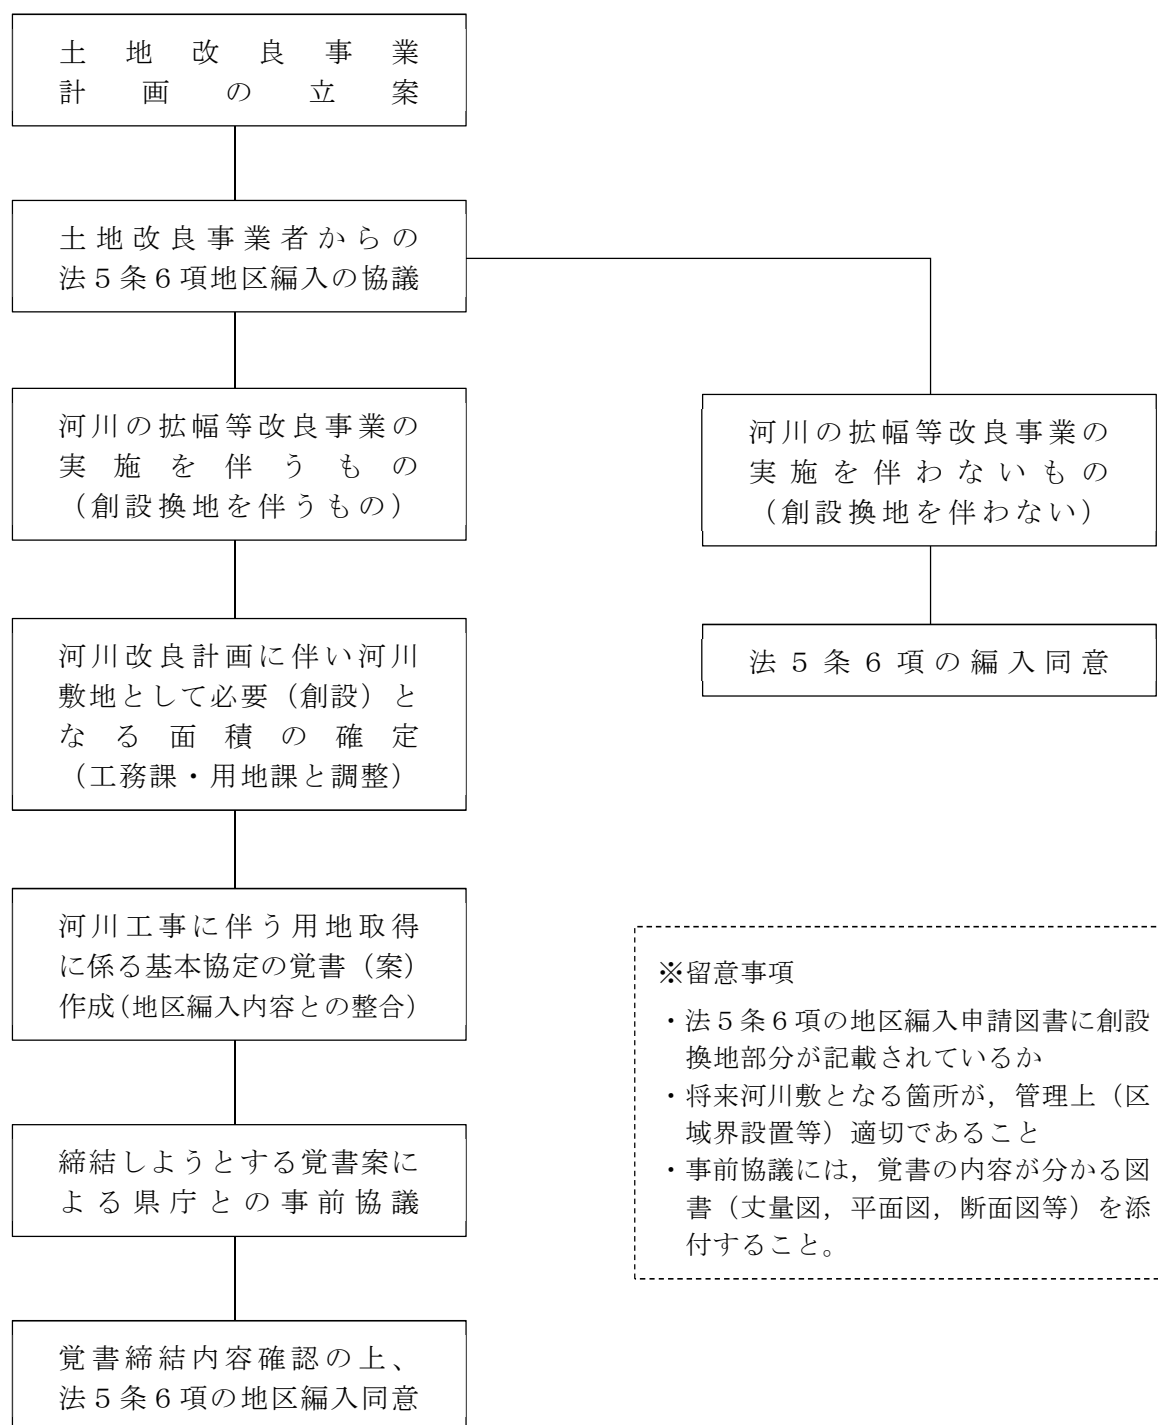 土地改良事業
計画の立案
土地改良事業者からの
法5条6項地区編入の協議
河川の拡幅等改良事業の
実施を伴うもの
（創設換地を伴うもの）
河川の拡幅等改良事業の
実施を伴わないもの
（創設換地を伴わない）
河川改良計画に伴い河川
敷地として必要（創設）と
なる面積の確定
（工務課・用地課と調整）
法5条6項の編入同意
河川工事に伴う用地取得
に係る基本協定の覚書（案）
作成（地区編入内容との整合）
締結しようとする覚書案に
よる県庁との事前協議
覚書締結内容確認の上、
法5条6項の地区編入同意
※留意事項
・法5条6項の地区編入申請図書に創設
換地部分が記載されているか
・将来河川敷となる箇所が，管理上（区
域界設置等）適切であること
・事前協議には，覚書の内容が分かる図
書（丈量図，平面図，断面図等）を添
付すること。